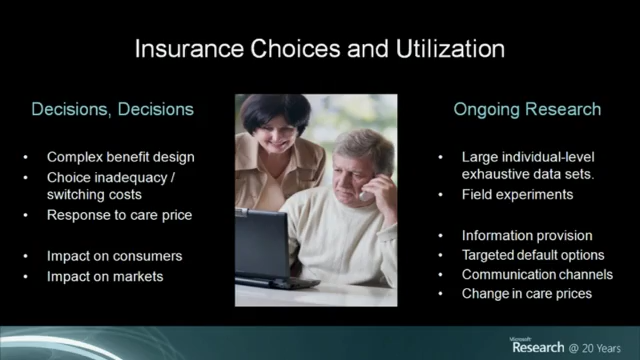 Insurance Choices and Utilization
Decisions, Decisions
• Complex benefit design
• Choice inadequacy /
switching costs
• Response to care price
• Impact on consumers
• Impact on markets
Ongoing Research
• Large individual-level
exhaustive data sets.
• Field experiments
• Information provision
• Targeted default options
• Communication channels
• Change in care prices
Microsoft
Research @ 20 Years